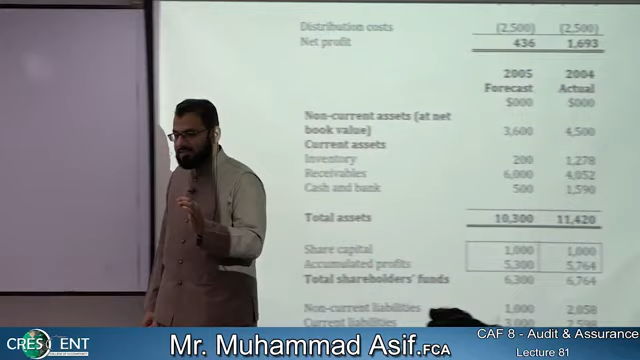 Distribution costs (2,500) (2,500)
Net profit 436 1,693
2005 2004
Forecast Actual
$000 $000
Non-current assets (at net
book value) 3,600 4,500
Current assets
Inventory 200 1,278
Receivables 6,000 4,052
Cash and bank 500 1,590
Total assets 10,300 11,420
Share capital 1,000 1,000
Accumulated profits 5,300 5,764
Total shareholders' funds 6,300 6,764
Non-current liabilities 1,000 2,058
Current liabilities
CRESCENT
Mr. Muhammad Asif.FCA
CAF 8 - Audit & Assurance
Lecture 81